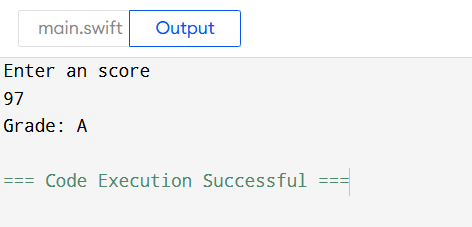 main.swift Output
Enter an score
97
Grade: A
=== Code Execution Successful ===